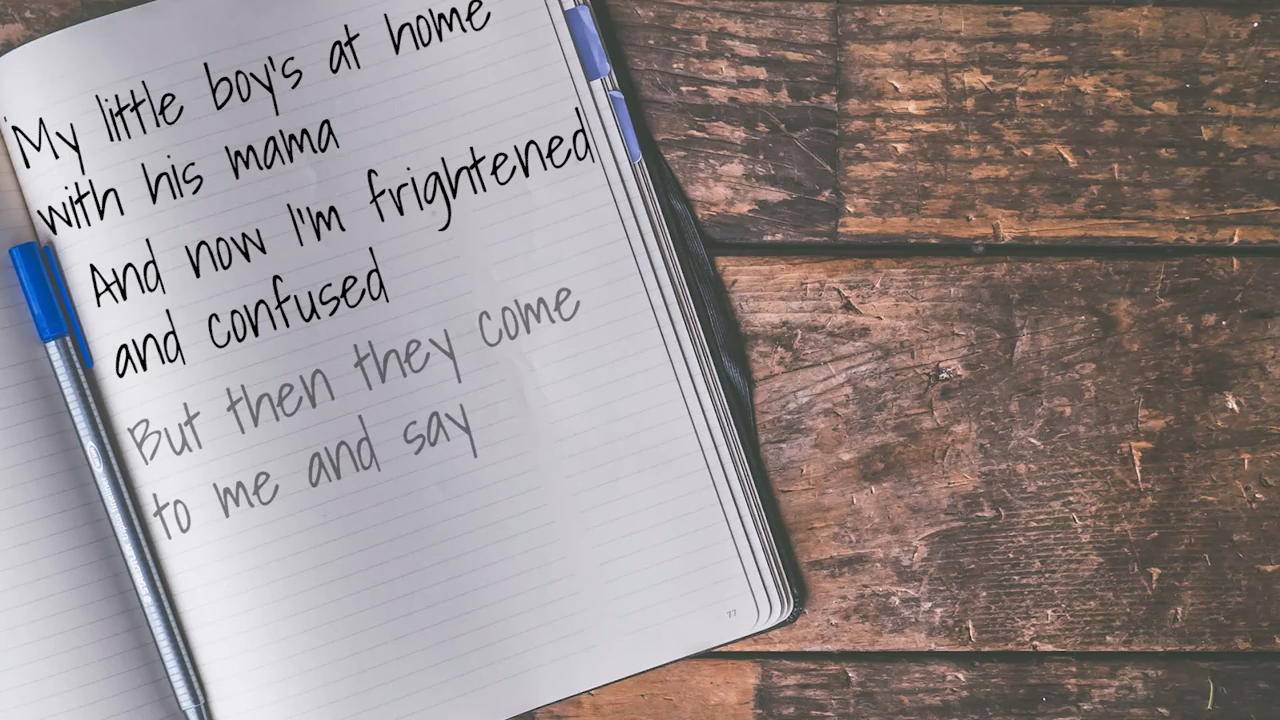 My little boy's at home
with his mama
And now I'm frightened
and confused
But then they come
to me and say
77